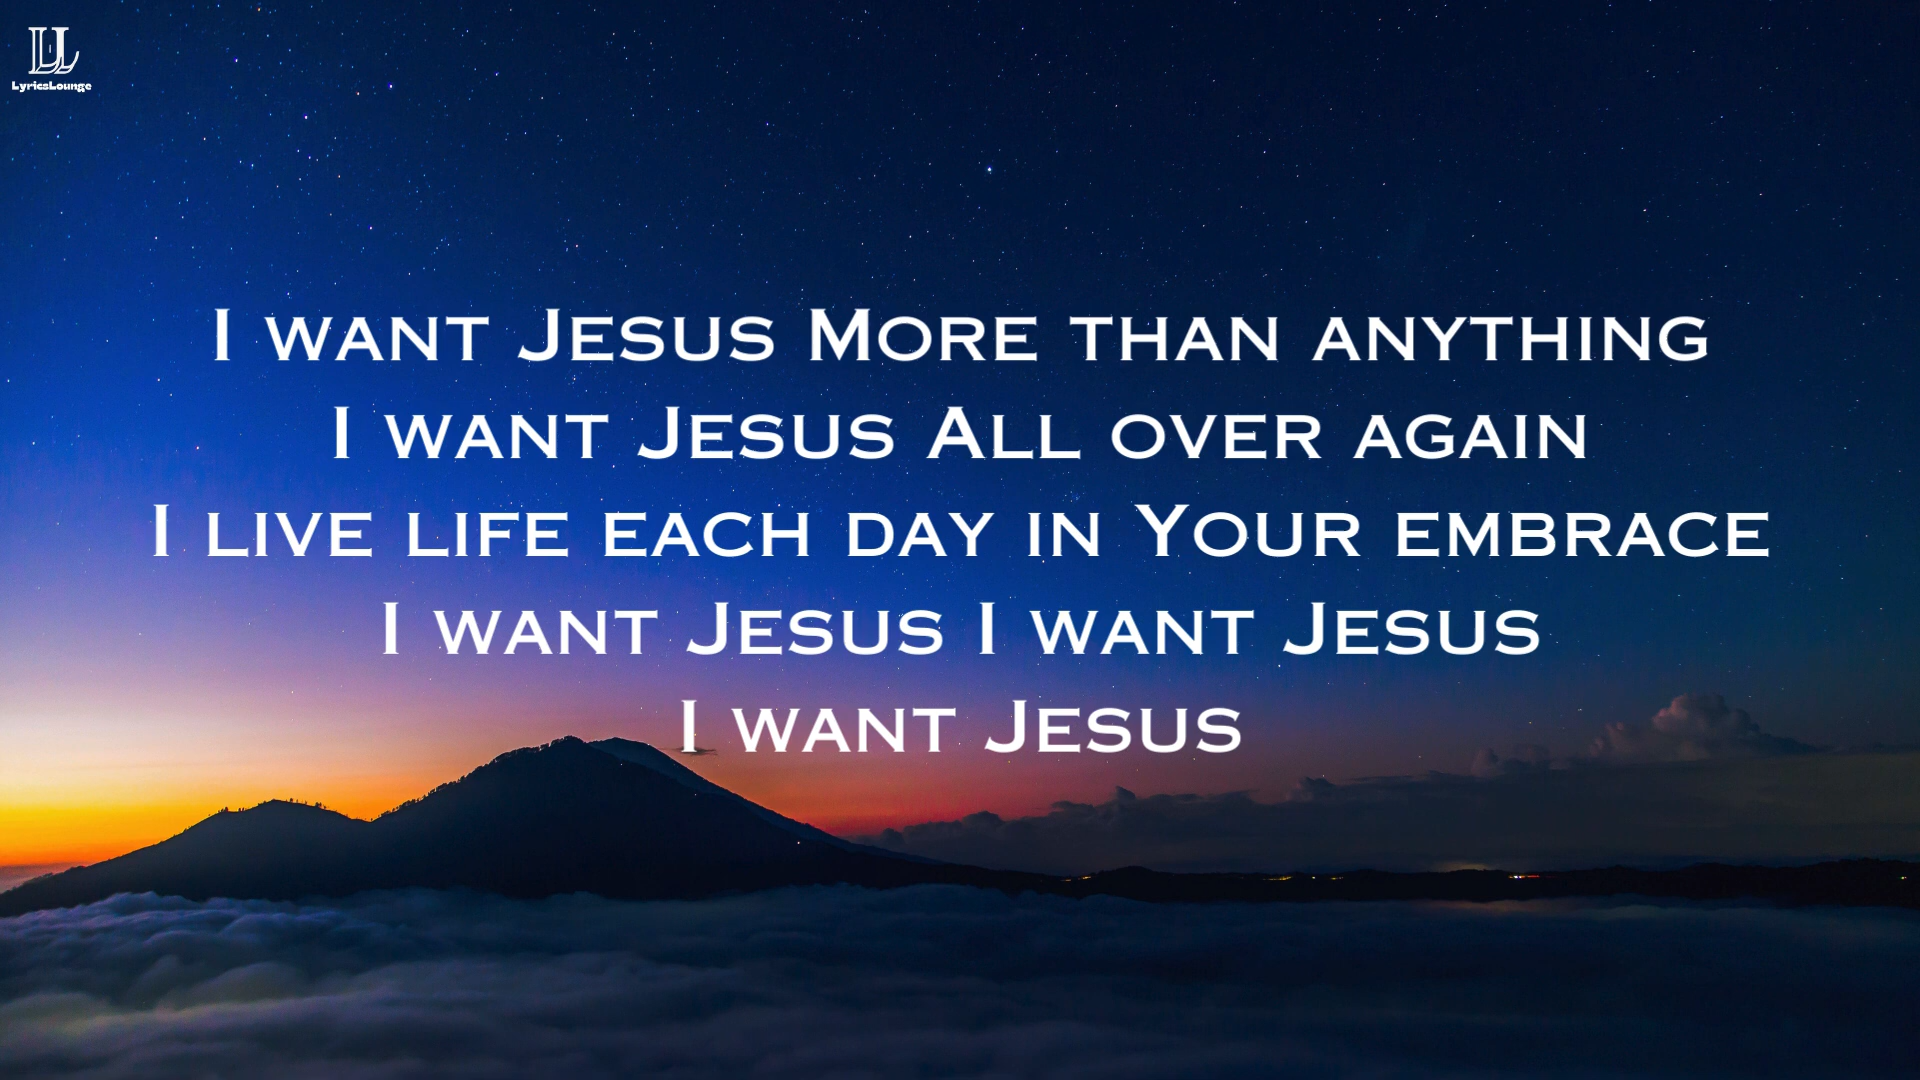 LL
LyricsLounge
I want Jesus More than anything
I want Jesus All over again
I live life each day in Your embrace
I want Jesus I want Jesus
I want Jesus